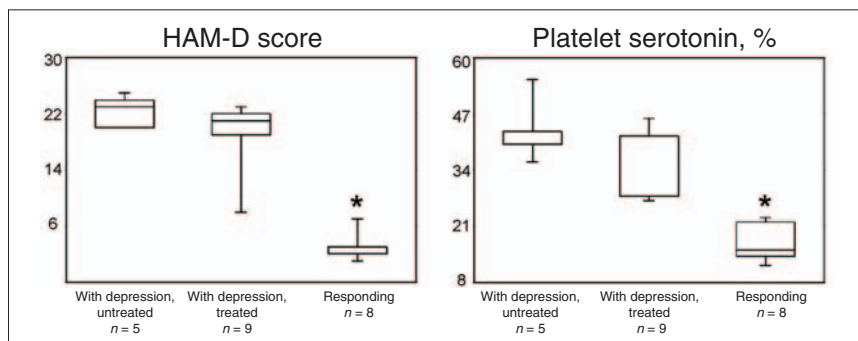 HAM-D score
30
22
14
6
*
With depression,
untreated
n = 5
With depression,
treated
n = 9
Responding
n = 8
Platelet serotonin, %
60
47
34
21
8
*
With depression,
untreated
n = 5
With depression,
treated
n = 9
Responding
n = 8